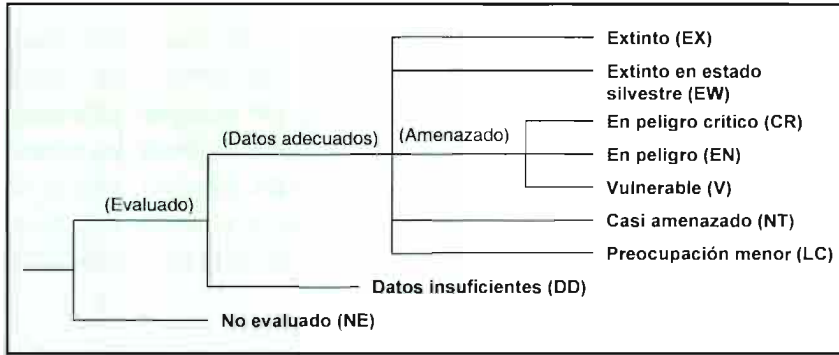 Extinto (EX)
Extinto en estado
silvestre (EW)
(Datos adecuados)
(Amenazado)
En peligro crítico (CR)
En peligro (EN)
Vulnerable (V)
(Evaluado)
Casi amenazado (NT)
Preocupación menor (LC)
Datos insuficientes (DD)
No evaluado (NE)